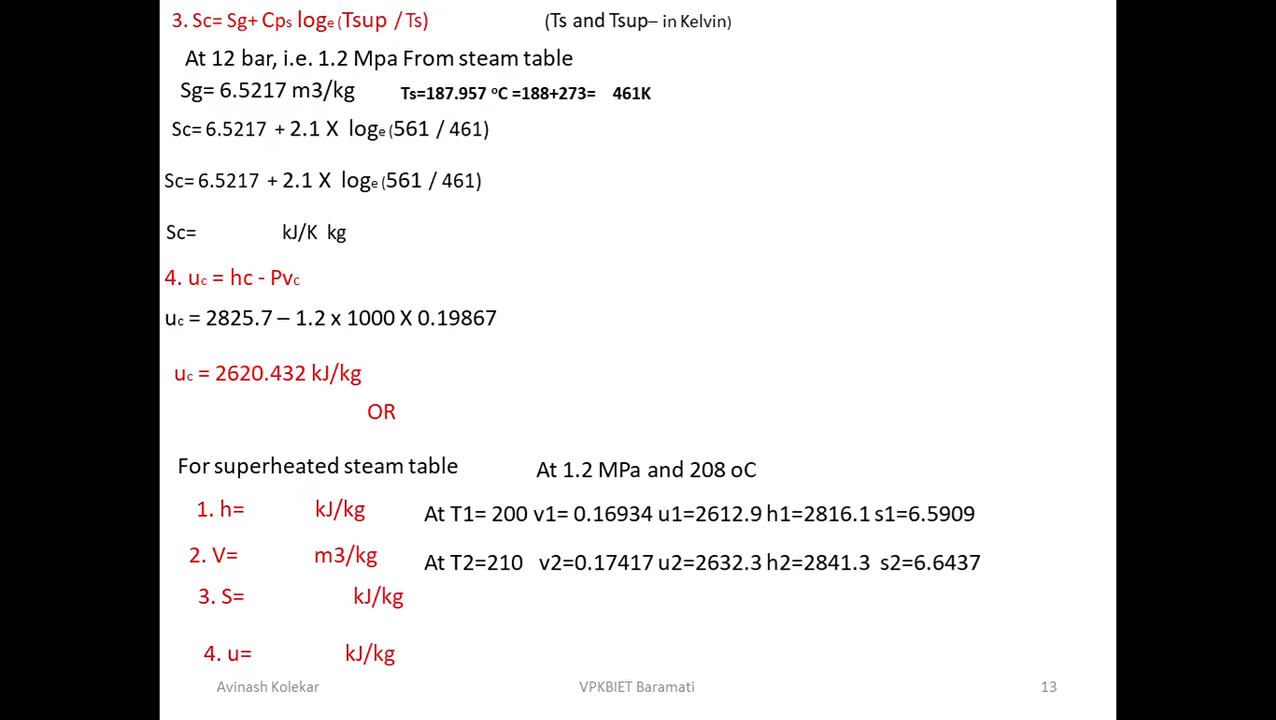 3. Sc= Sg+ Cps loge (Tsup / Ts) (Ts and Tsup– in Kelvin)
At 12 bar, i.e. 1.2 Mpa From steam table
Sg= 6.5217 m3/kg Ts=187.957 ºC =188+273= 461K
Sc= 6.5217 + 2.1 X loge (561 / 461)
Sc= 6.5217 + 2.1 X loge (561 / 461)
Sc= kJ/K kg
4. uc = hc - Pvc
uc = 2825.7 – 1.2 x 1000 X 0.19867
uc = 2620.432 kJ/kg
OR
For superheated steam table At 1.2 MPa and 208 oC
1. h= kJ/kg At T1= 200 v1= 0.16934 u1=2612.9 h1=2816.1 s1=6.5909
2. V= m3/kg At T2=210 v2=0.17417 u2=2632.3 h2=2841.3 s2=6.6437
3. S= kJ/kg
4. u= kJ/kg
Avinash Kolekar VPKBIET Baramati 13